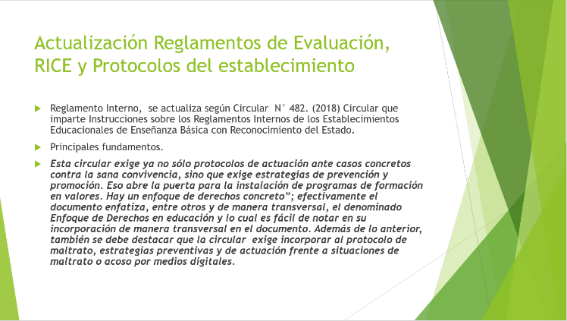 Actualización Reglamentos de Evaluación,
RICE y Protocolos del establecimiento
Reglamento Interno, se actualiza según Circular N° 482. (2018) Circular que
imparte Instrucciones sobre los Reglamentos Internos de los Establecimientos
Educacionales de Enseñanza Básica con Reconocimiento del Estado.
Principales fundamentos.
Esta circular exige ya no sólo protocolos de actuación ante casos concretos
contra la sana convivencia, sino que exige estrategias de prevención y
promoción. Eso abre la puerta para la instalación de programas de formación
en valores. Hay un enfoque de derechos concreto”; efectivamente el
documento enfatiza, entre otros y de manera transversal, el denominado
Enfoque de Derechos en educación y lo cual es fácil de notar en su
incorporación de manera transversal en el documento. Además de lo anterior,
también se debe destacar que la circular exige incorporar al protocolo de
maltrato, estrategias preventivas y de actuación frente a situaciones de
maltrato o acoso por medios digitales.